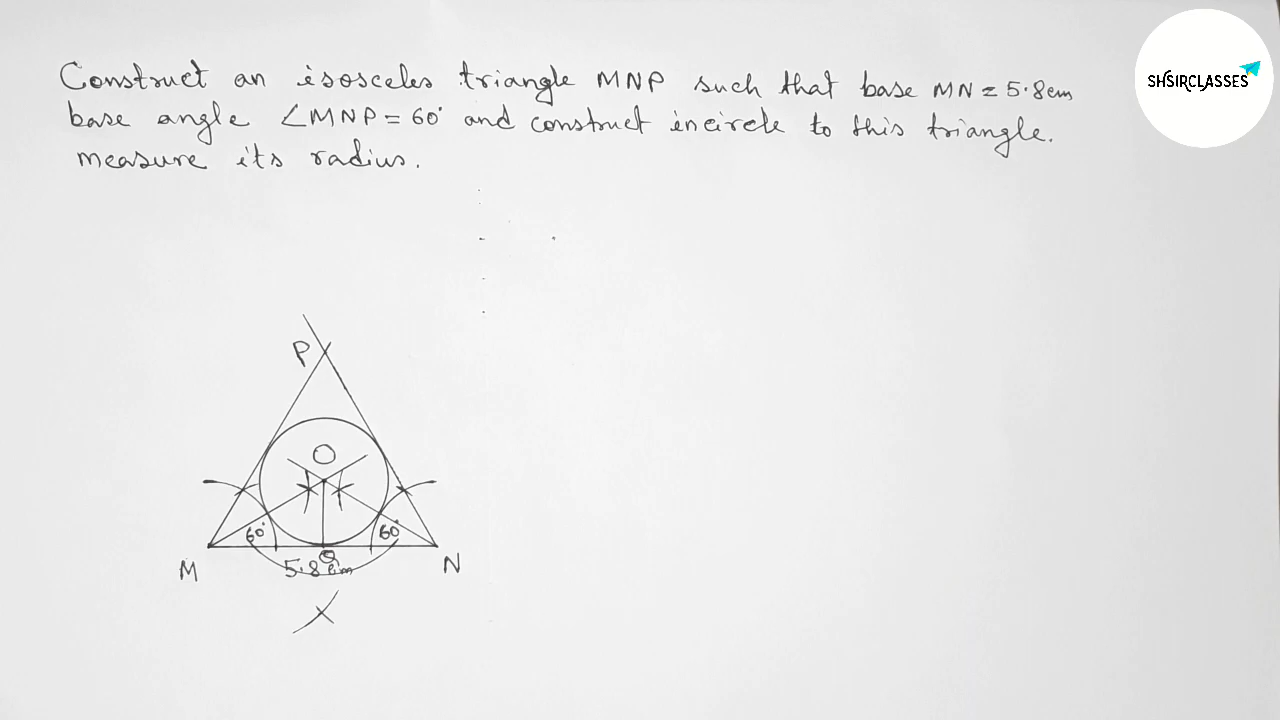 Construct an isosceles triangle MNP such that base MN = 5.8cm
base angle ∠MNP = 60° and construct incircle to this triangle.
measure its radius.
SHSIRCLASSES
P
O
60°
60°
M
Q
N
5.8cm